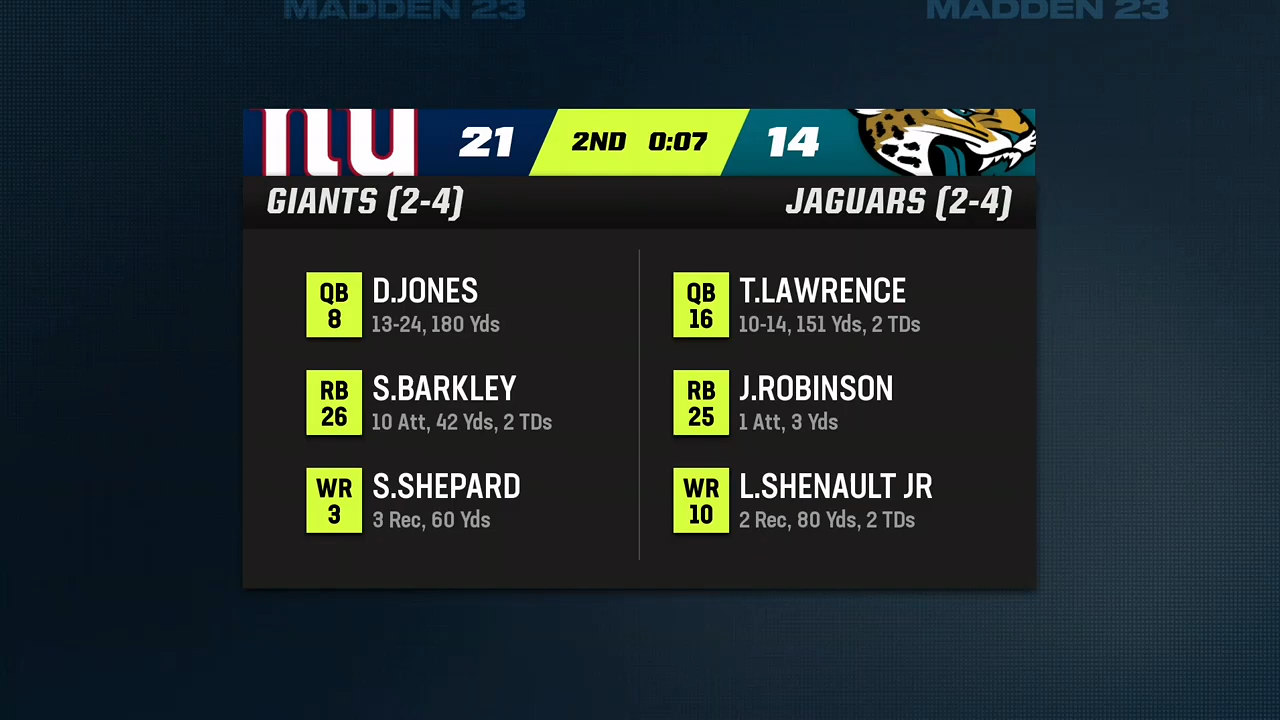 MADDEN 23 MADDEN 23
ny 21 2ND 0:07 14
GIANTS (2-4) JAGUARS (2-4)
QB 8 D.JONES
13-24, 180 Yds
RB 26 S.BARKLEY
10 Att, 42 Yds, 2 TDs
WR 3 S.SHEPARD
3 Rec, 60 Yds
QB 16 T.LAWRENCE
10-14, 151 Yds, 2 TDs
RB 25 J.ROBINSON
1 Att, 3 Yds
WR 10 L.SHENAULT JR
2 Rec, 80 Yds, 2 TDs